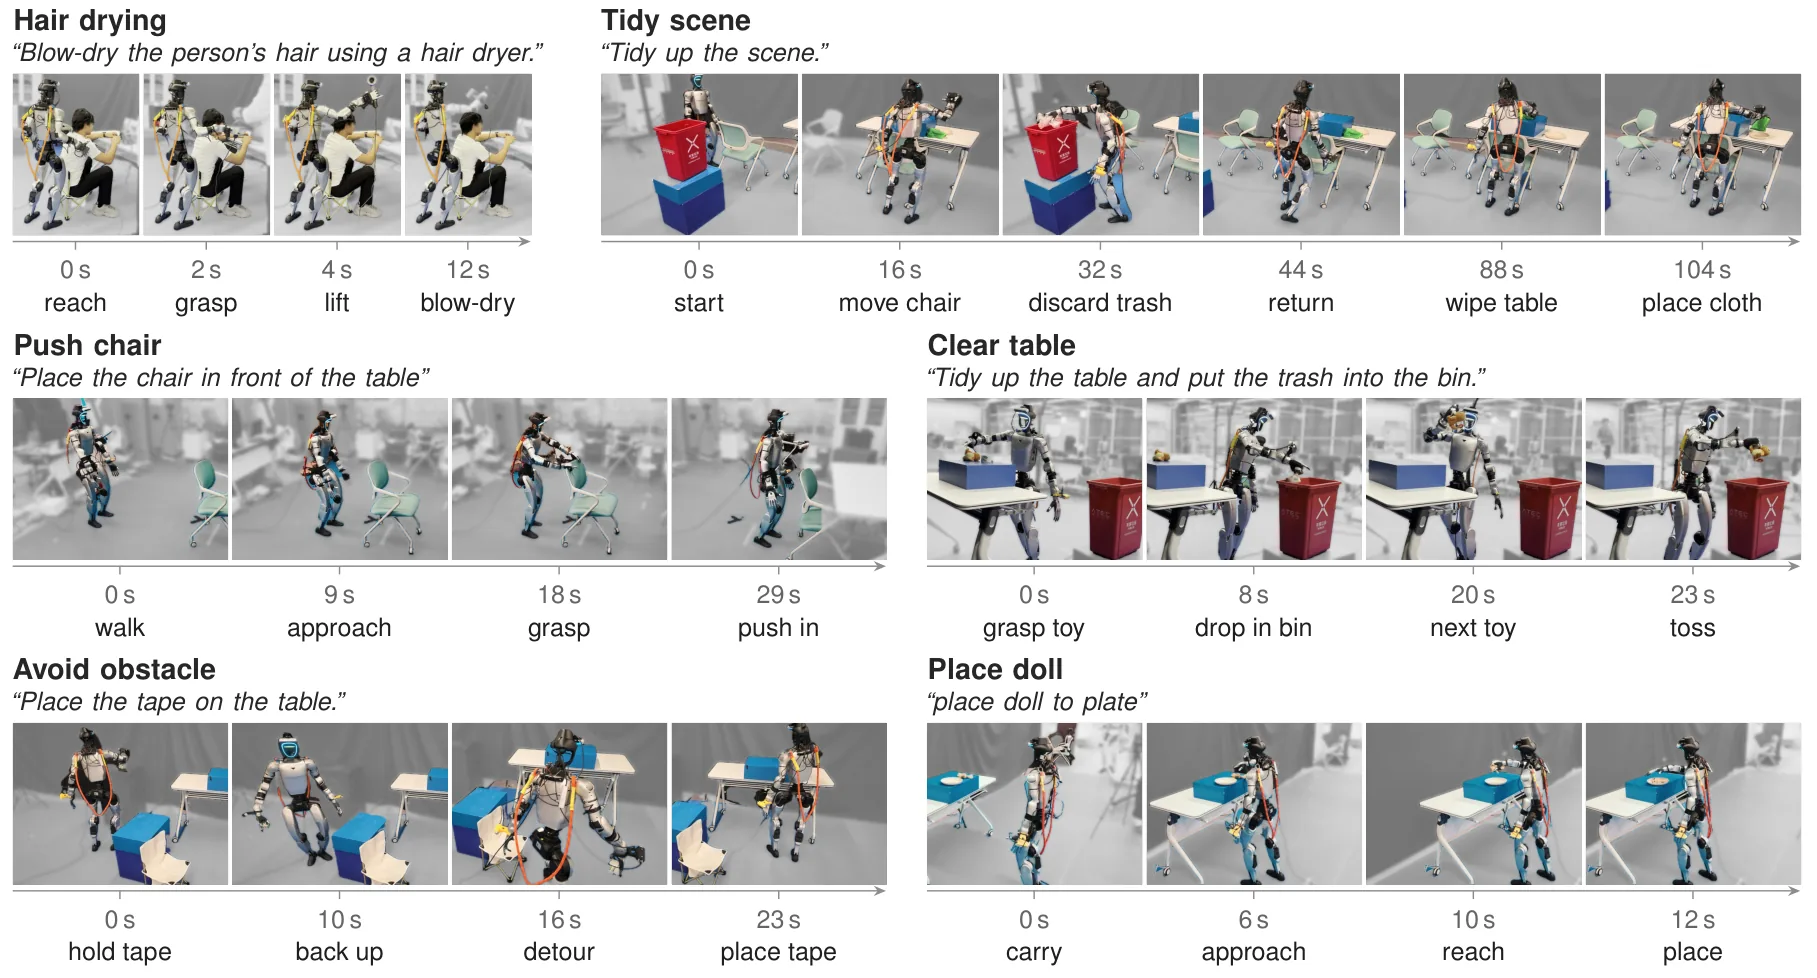 Hair drying
“Blow-dry the person’s hair using a hair dryer.”
0 s 2 s 4 s 12 s
reach grasp lift blow-dry
Tidy scene
“Tidy up the scene.”
0 s 16 s 32 s 44 s 88 s 104 s
start move chair discard trash return wipe table place cloth
Push chair
“Place the chair in front of the table”
0 s 9 s 18 s 29 s
walk approach grasp push in
Clear table
“Tidy up the table and put the trash into the bin.”
0 s 8 s 20 s 23 s
grasp toy drop in bin next toy toss
Avoid obstacle
“Place the tape on the table.”
0 s 10 s 16 s 23 s
hold tape back up detour place tape
Place doll
“place doll to plate”
0 s 6 s 10 s 12 s
carry approach reach place